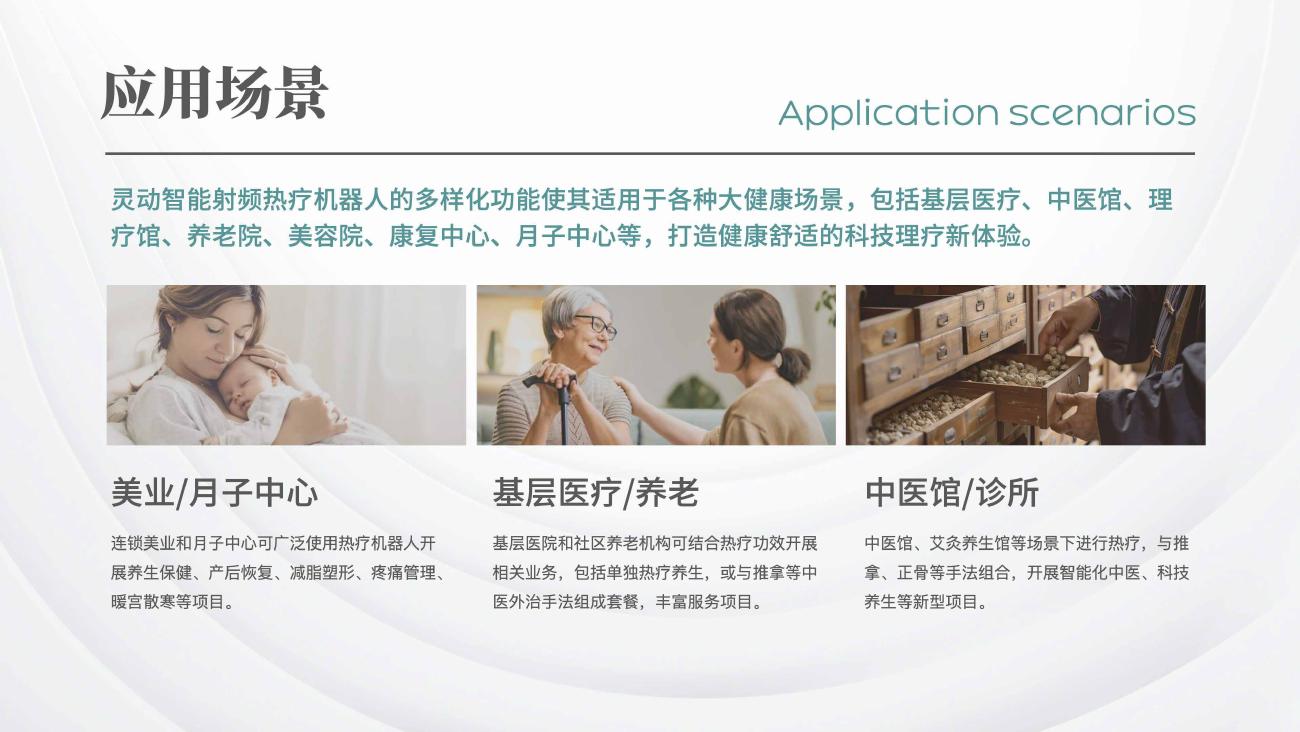 应用场景
Application scenarios
灵动智能射频热疗机器人的多样化功能使其适用于各种大健康场景，包括基层医疗、中医馆、理
疗馆、养老院、美容院、康复中心、月子中心等，打造健康舒适的科技理疗新体验。
美业/月子中心
连锁美业和月子中心可广泛使用热疗机器人开
展养生保健、产后恢复、减脂塑形、疼痛管理、
暖宫散寒等项目。
基层医疗/养老
基层医院和社区养老机构可结合热疗功效开展
相关业务，包括单独热疗养生，或与推拿等中
医外治手法组成套餐，丰富服务项目。
中医馆/诊所
中医馆、艾灸养生馆等场景下进行热疗，与推
拿、正骨等手法组合，开展智能化中医、科技
养生等新型项目。